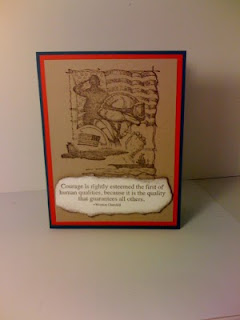 Courage is rightly esteemed the first of
human qualities, because it is the quality
that guarantees all others.